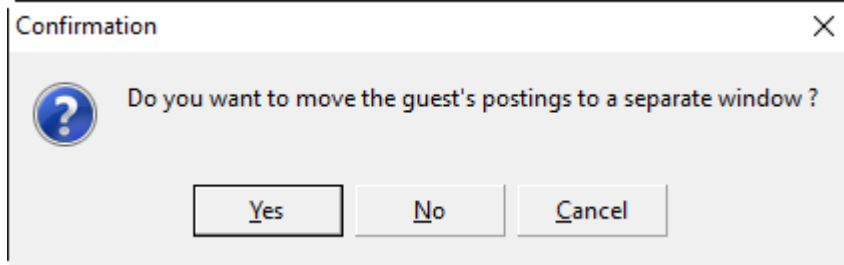 Confirmation
Do you want to move the guest's postings to a separate window ?
Yes No Cancel